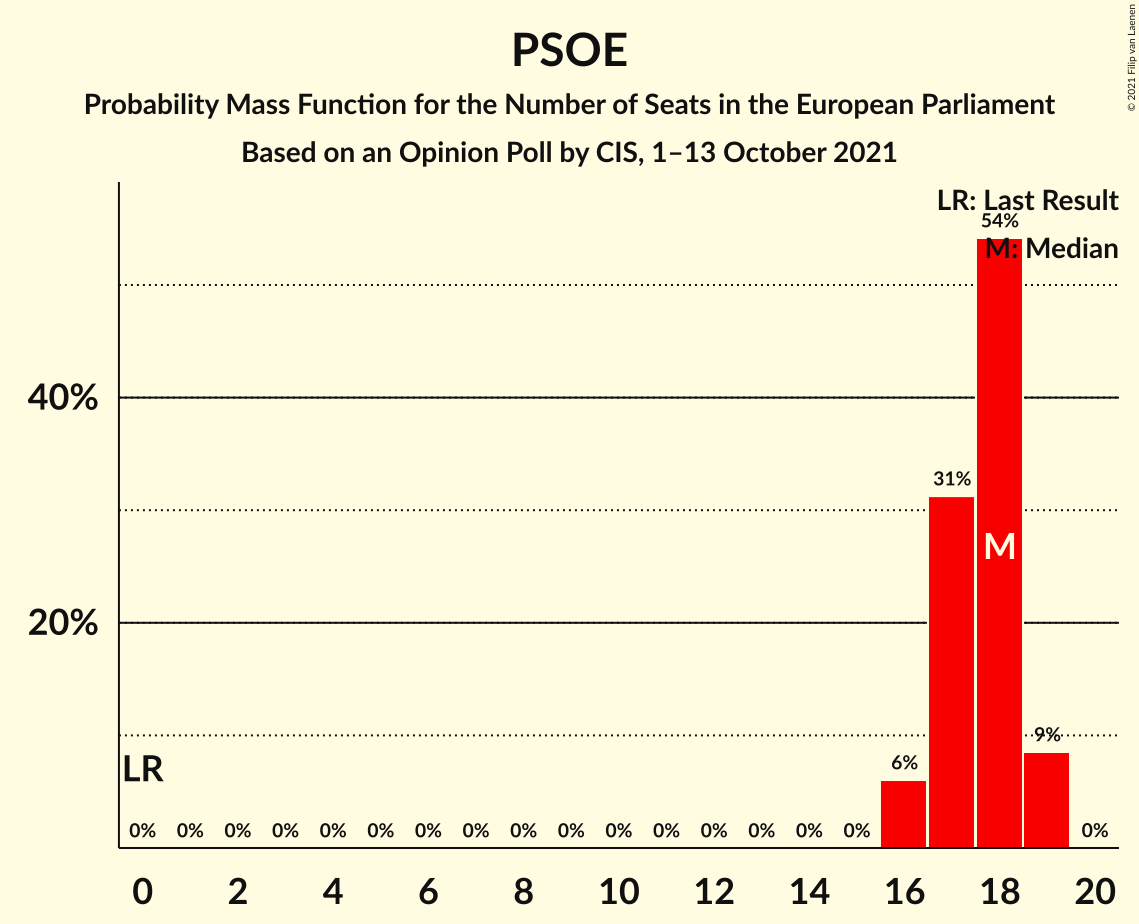 PSOE
Probability Mass Function for the Number of Seats in the European Parliament
Based on an Opinion Poll by CIS, 1–13 October 2021
© 2021 Filip van Laenen
LR: Last Result
54%
M: Median
40%
31%
M
20%
9%
LR
6%
0% 0% 0% 0% 0% 0% 0% 0% 0% 0% 0% 0% 0% 0% 0% 0% 0%
0 2 4 6 8 10 12 14 16 18 20